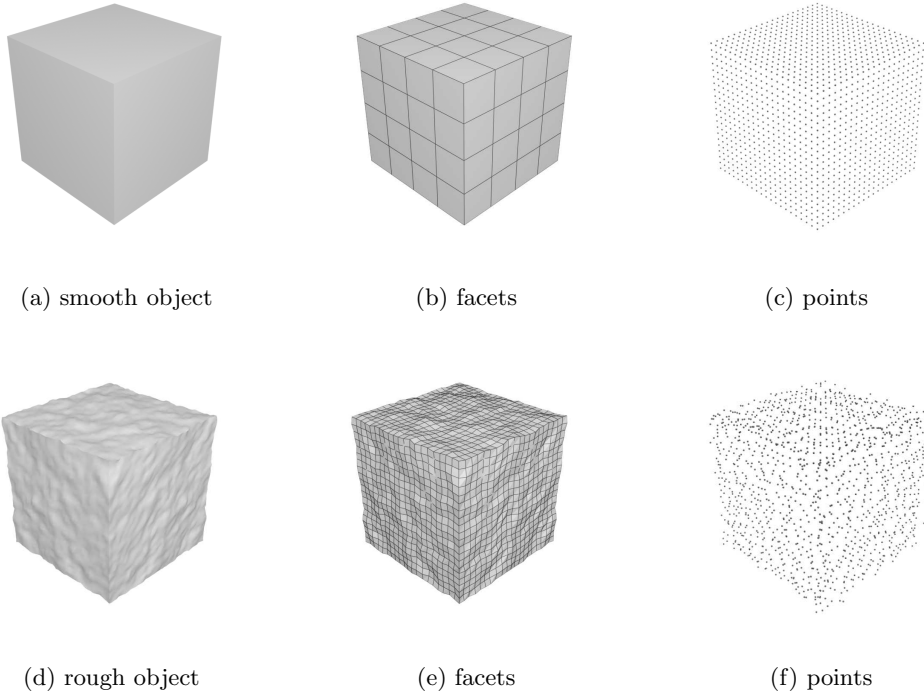 (a) smooth object
(b) facets
(c) points
(d) rough object
(e) facets
(f) points